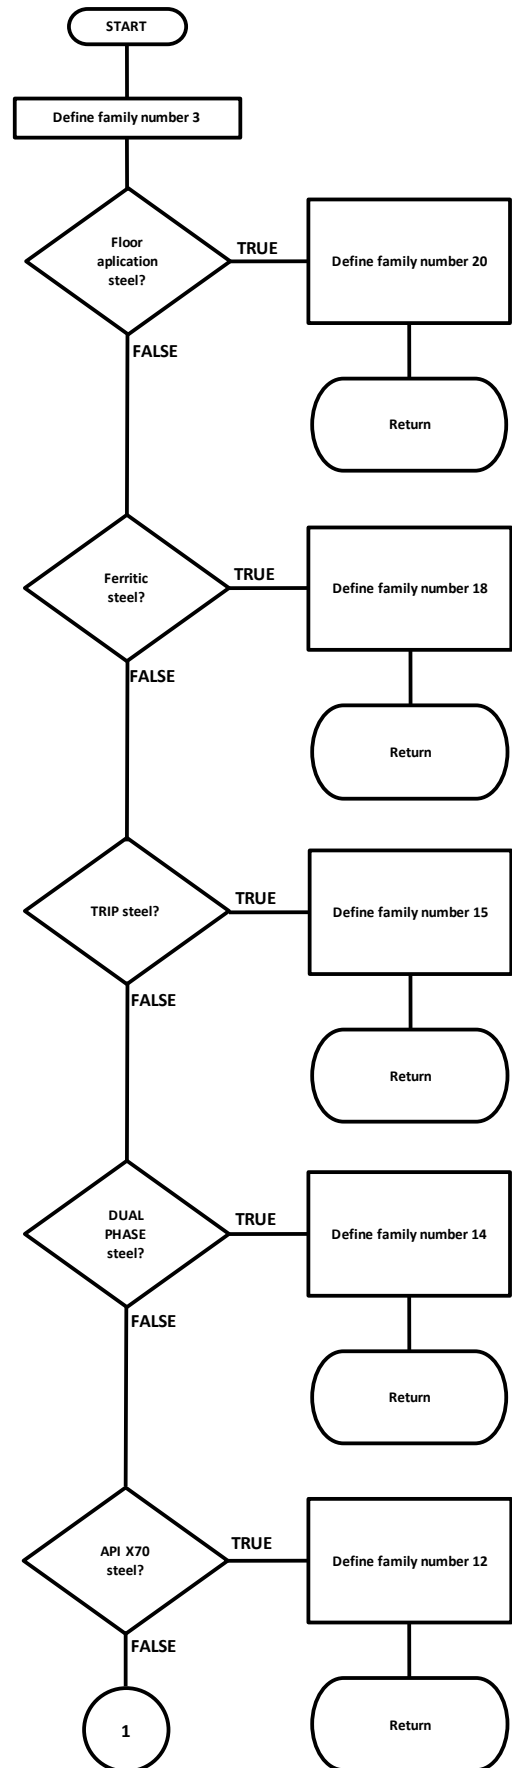 START
Define family number 3
Floor
aplication
steel?
TRUE
Define family number 20
FALSE
Return
Ferritic
steel?
TRUE
Define family number 18
FALSE
Return
TRIP steel?
TRUE
Define family number 15
FALSE
Return
DUAL
PHASE
steel?
TRUE
Define family number 14
FALSE
Return
API X70
steel?
TRUE
Define family number 12
FALSE
1
Return